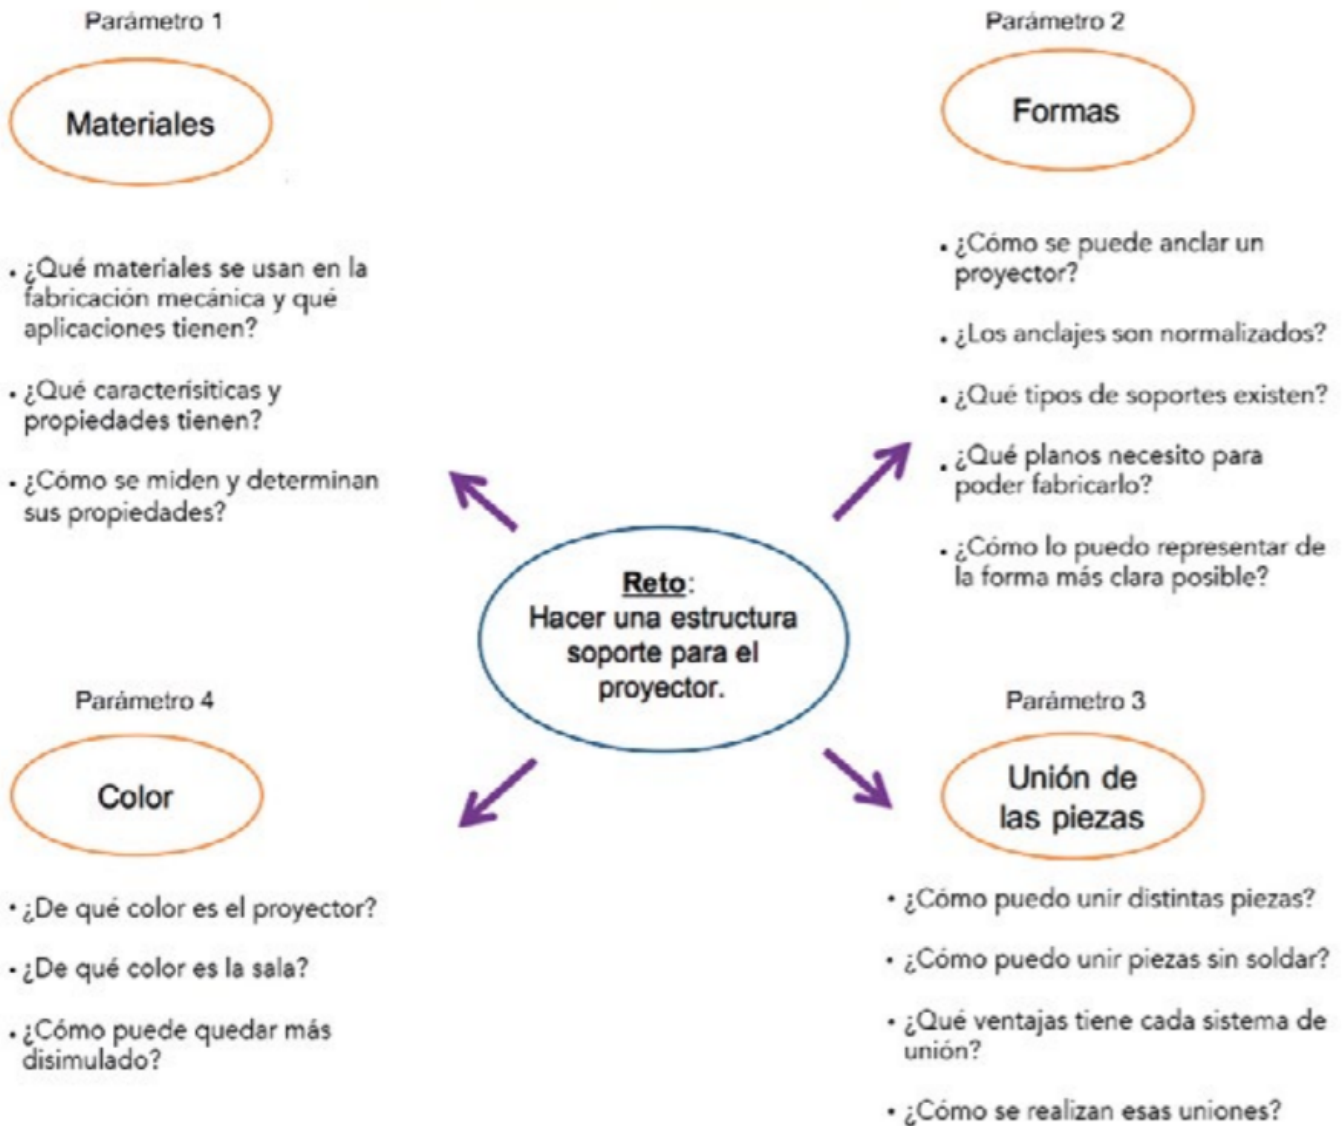 Parámetro 1
Materiales
• ¿Qué materiales se usan en la
fabricación mecánica y qué
aplicaciones tienen?
• ¿Qué caracterísiticas y
propiedades tienen?
• ¿Cómo se miden y determinan
sus propiedades?
Parámetro 2
Formas
• ¿Cómo se puede anclar un
proyector?
• ¿Los anclajes son normalizados?
• ¿Qué tipos de soportes existen?
• ¿Qué planos necesito para
poder fabricarlo?
• ¿Cómo lo puedo representar de
la forma más clara posible?
Reto:
Hacer una estructura
soporte para el
proyector.
Parámetro 4
Color
• ¿De qué color es el proyector?
• ¿De qué color es la sala?
• ¿Cómo puede quedar más
disimulado?
Parámetro 3
Unión de
las piezas
• ¿Cómo puedo unir distintas piezas?
• ¿Cómo puedo unir piezas sin soldar?
• ¿Qué ventajas tiene cada sistema de
unión?
• ¿Cómo se realizan esas uniones?